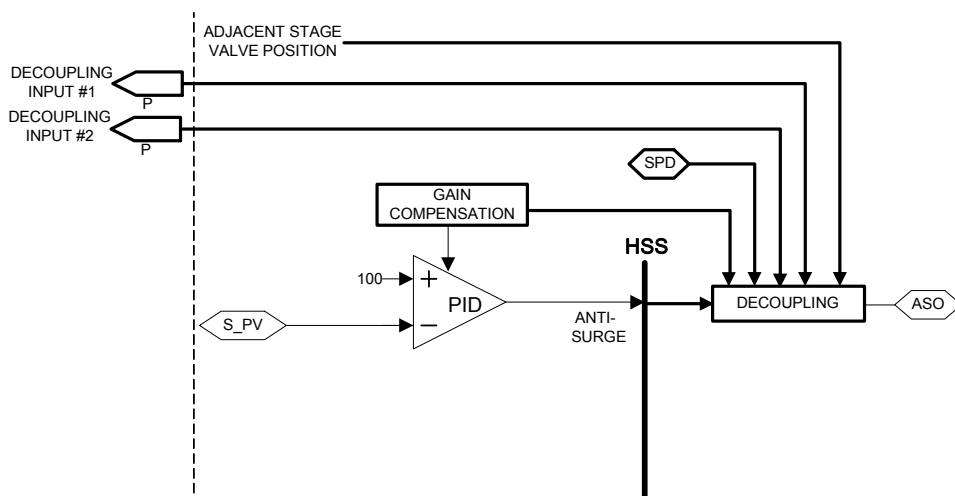 ADJACENT STAGE
VALVE POSITION
DECOUPLING
INPUT #1
P
DECOUPLING
INPUT #2
P
SPD
GAIN
COMPENSATION
HSS
100
+
PID
−
S_PV
ANTI-
SURGE
DECOUPLING
ASO